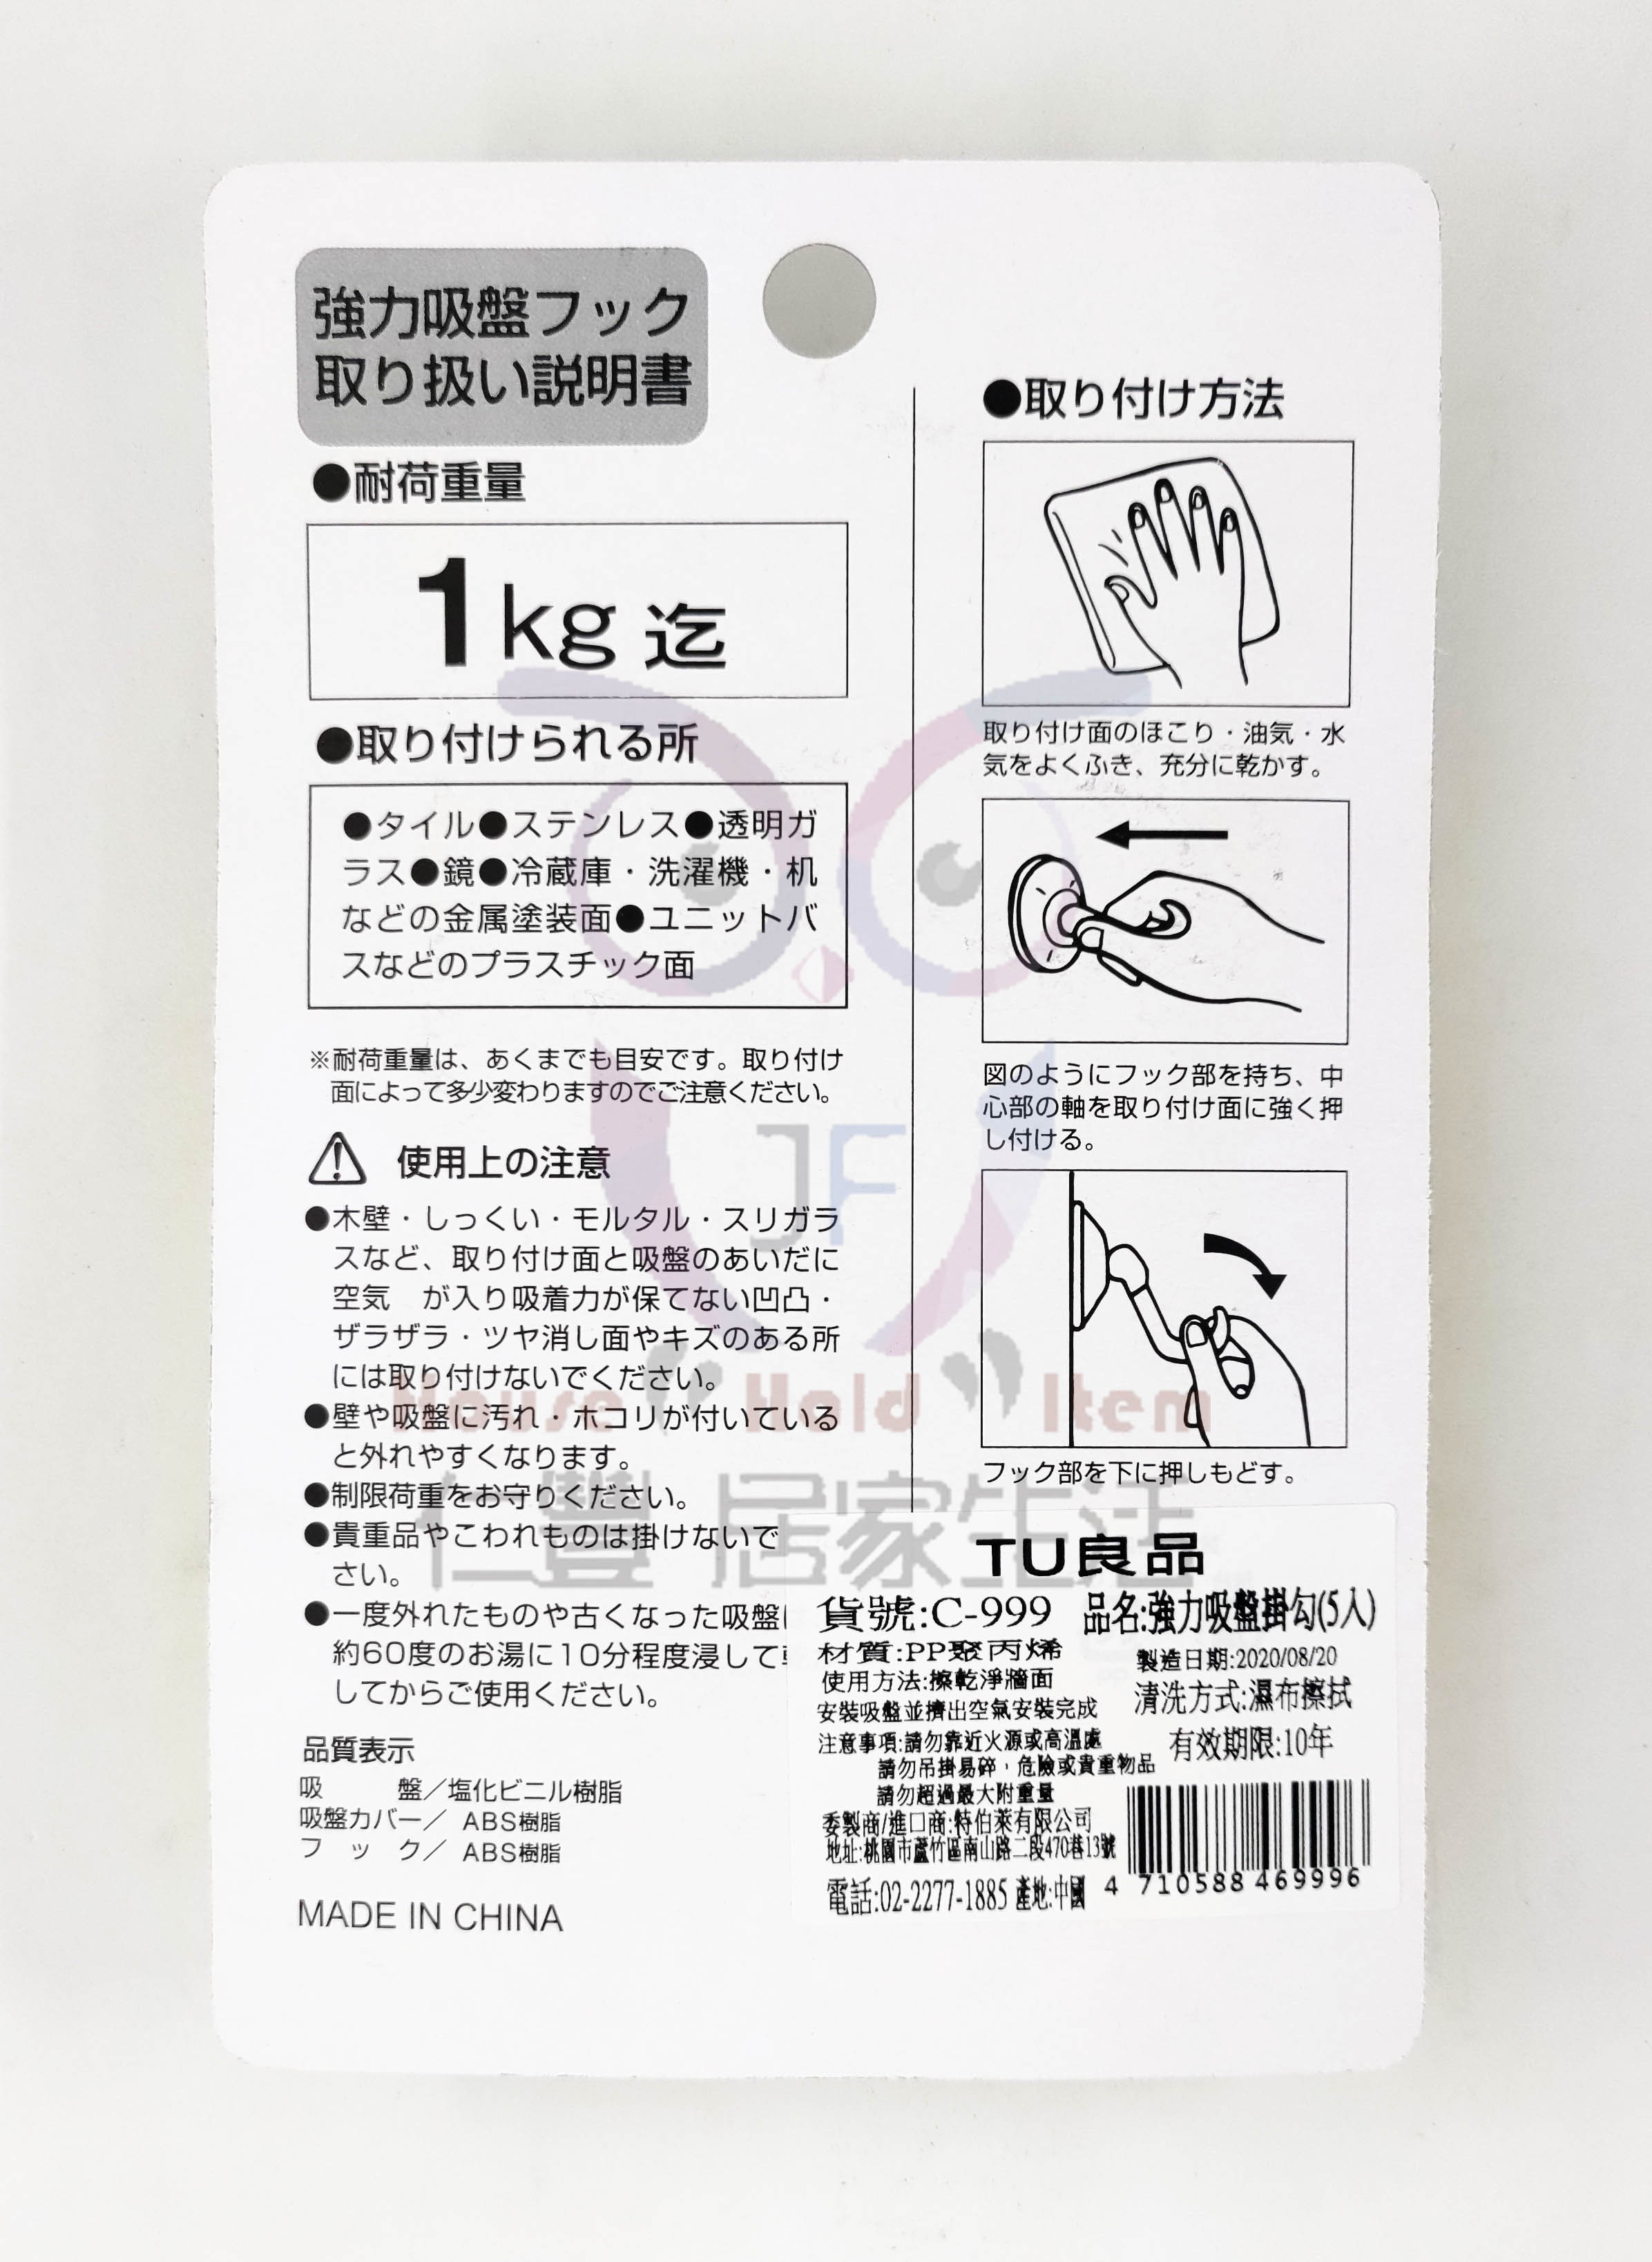 強力吸盤フック
取り扱い説明書
●耐荷重量
1kg 迄
●取り付けられる所
●タイル●ステンレス●透明ガ
ラス●鏡●冷蔵庫・洗濯機・机
などの金属塗装面●ユニットバ
スなどのプラスチック面
※耐荷重量は、あくまでも目安です。取り付け
面によって多少変わりますのでご注意ください。
使用上の注意
●木壁・しっくい・モルタル・スリガラ
スなど、取り付け面と吸盤のあいだに
空気　が入り吸着力が保てない凹凸・
ザラザラ・ツヤ消し面やキズのある所
には取り付けないでください。
●壁や吸盤に汚れ・ホコリが付いている
と外れやすくなります。
●制限荷重をお守りください。
●貴重品やこわれものは掛けないで
さい。
●一度外れたものや古くなった吸盤
約60度のお湯に10分程度浸して
してからご使用ください。
品質表示
吸　　盤／塩化ビニル樹脂
吸盤カバー／ ABS樹脂
フ　ッ　ク／ ABS樹脂
MADE IN CHINA
●取り付け方法
取り付け面のほこり・油気・水
気をよくふき、充分に乾かす。
図のようにフック部を持ち、中
心部の軸を取り付け面に強く押
し付ける。
フック部を下に押しもどす。
TU良品
貨號:C-999 品名:強力吸盤掛勾(5入)
材質:PP聚丙烯
製造日期:2020/08/20
使用方法:擦乾淨牆面
清洗方式:濕布擦拭
安裝吸盤並擠出空氣安裝完成
有效期限:10年
注意事項:請勿靠近火源或高溫處
請勿吊掛易碎，危險或貴重物品
請勿超過最大附重量
委製商/進口商:特伯萊有限公司
地址:桃園市蘆竹區南山路二段470巷13號
電話:02-2277-1885 產地:中國
4 710588 469996
JF
House Hold Item
仁豐 居家生活